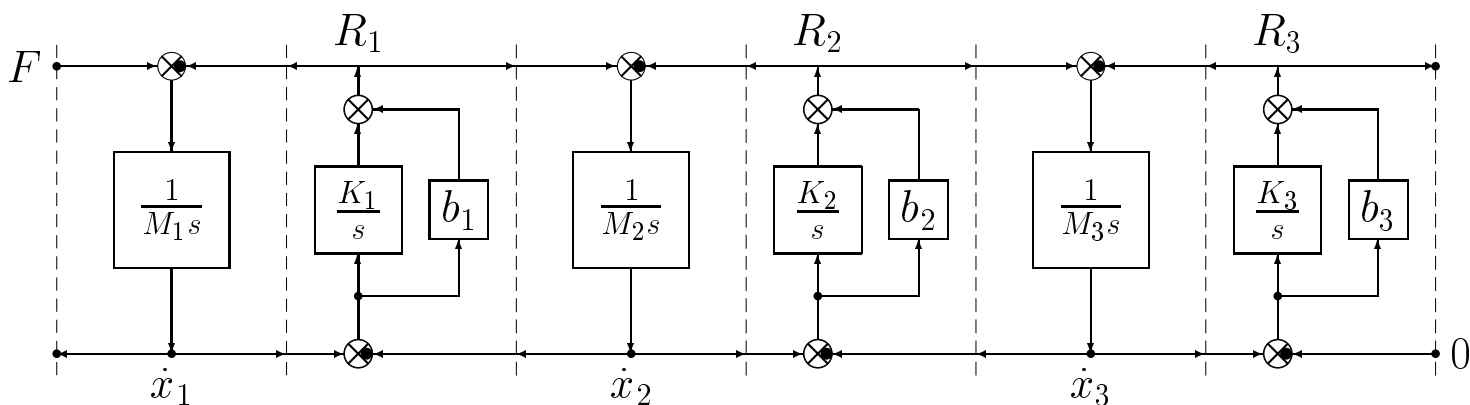 F R₁ R₂ R₃
1/(M₁s) K₁/s b₁ 1/(M₂s) K₂/s b₂ 1/(M₃s) K₃/s b₃
0
ẋ₁ ẋ₂ ẋ₃